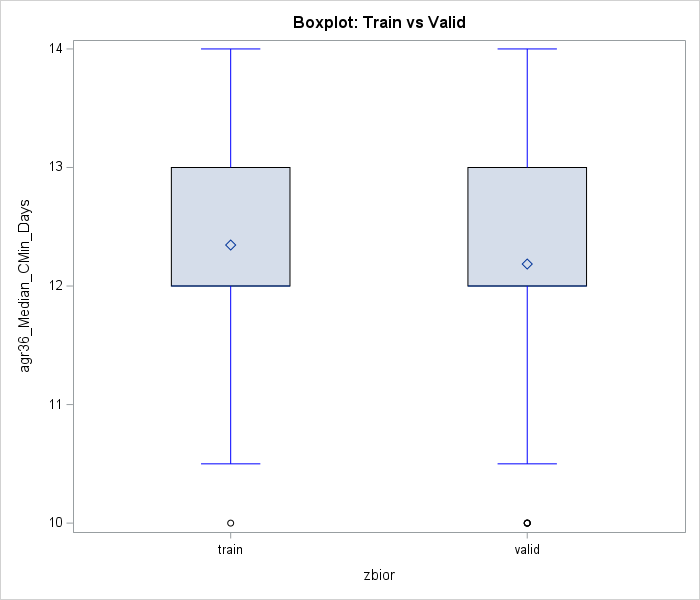 Boxplot: Train vs Valid
14
13
12
11
10
agr36_Median_CMin_Days
train
valid
zbior